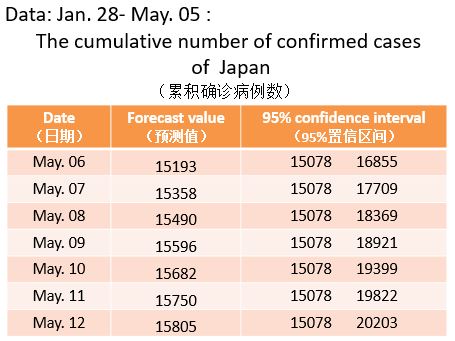 Data: Jan. 28- May. 05 :
The cumulative number of confirmed cases
of Japan
（累积确诊病例数）
Date Forecast value 95% confidence interval
（日期） （预测值） （95%置信区间）
May. 06 15193 15078 16855
May. 07 15358 15078 17709
May. 08 15490 15078 18369
May. 09 15596 15078 18921
May. 10 15682 15078 19399
May. 11 15750 15078 19822
May. 12 15805 15078 20203